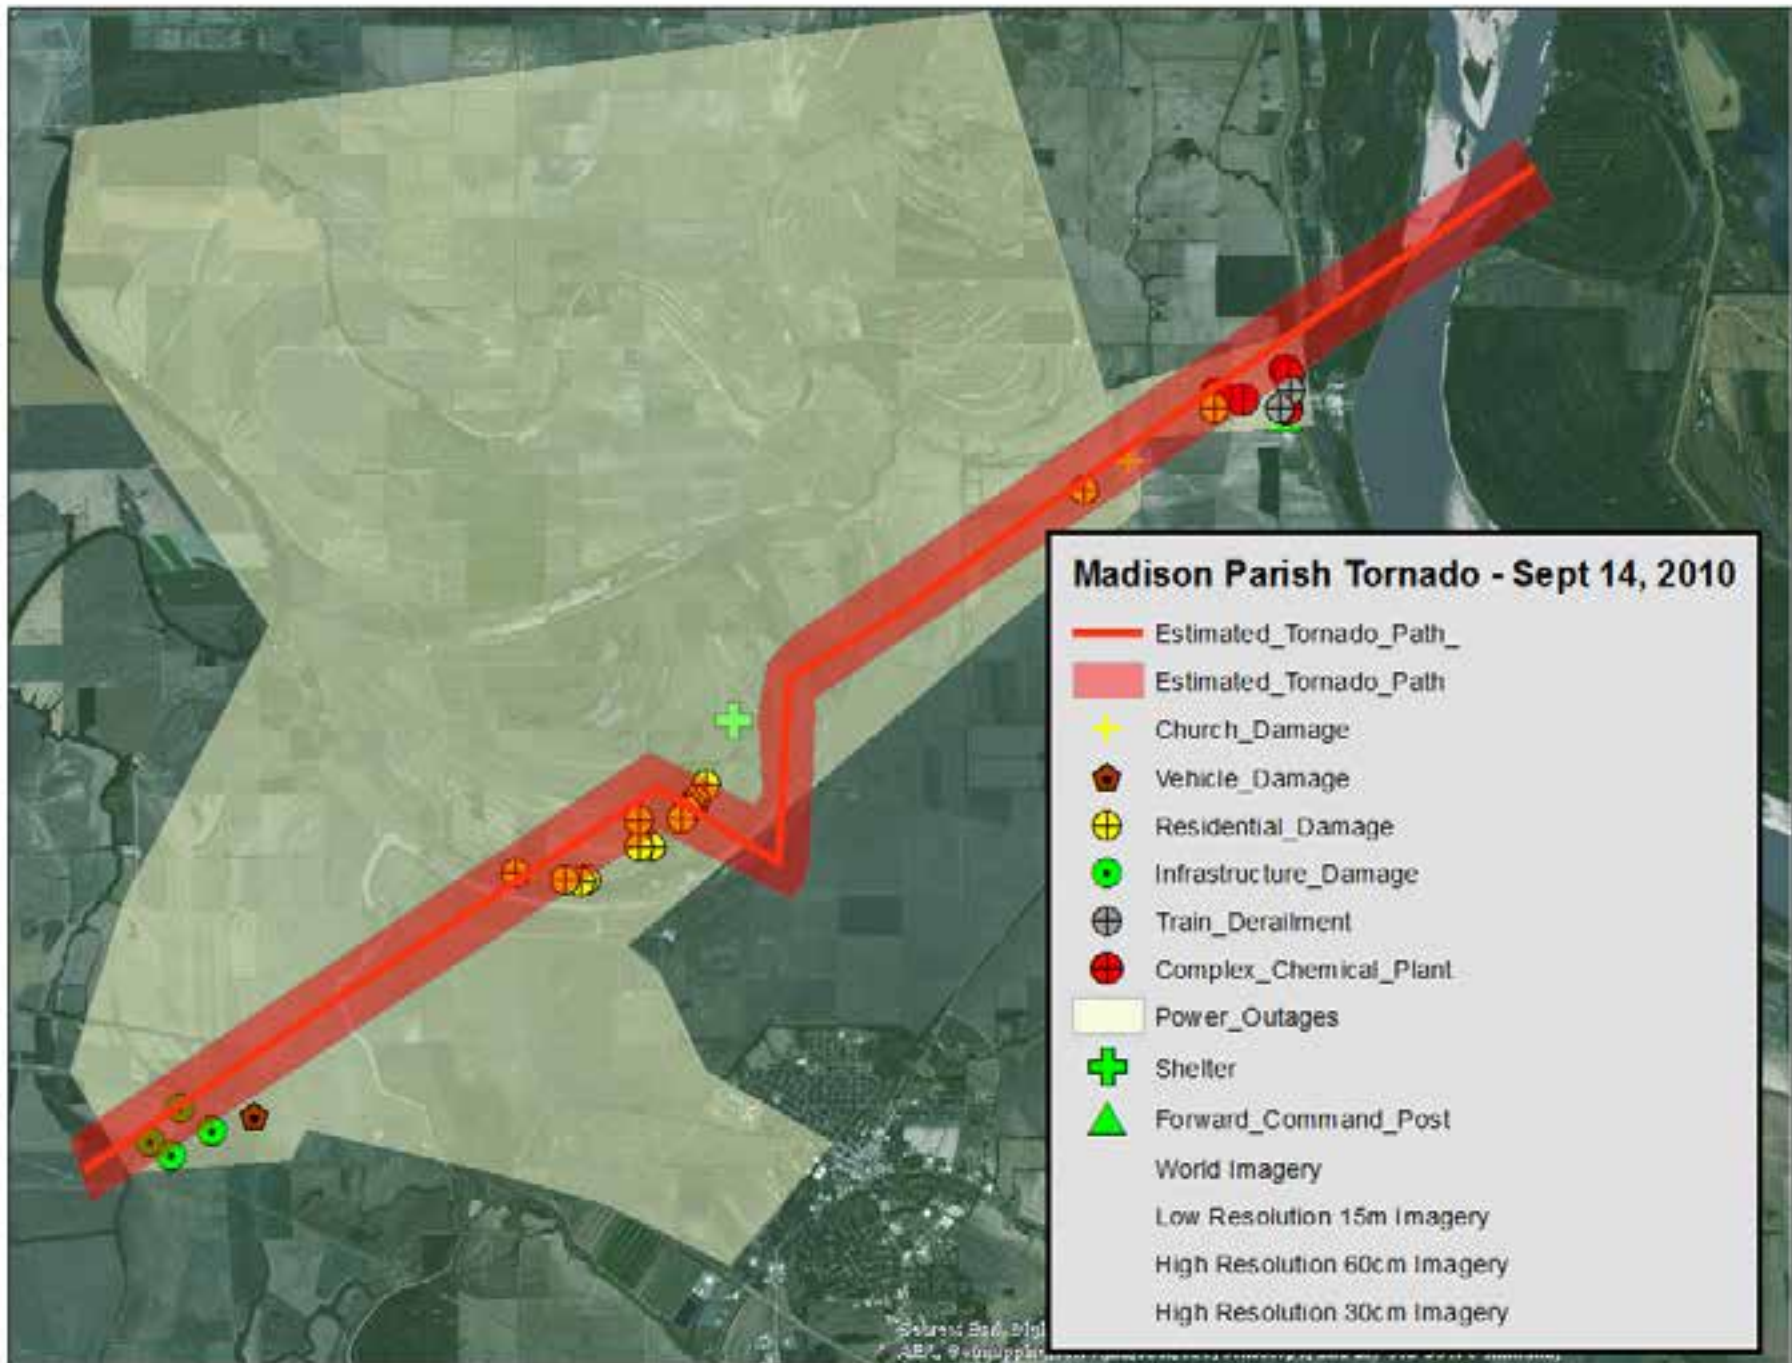 Madison Parish Tornado - Sept 14, 2010
Estimated_Tornado_Path_
Estimated_Tornado_Path
Church_Damage
Vehicle_Damage
Residential_Damage
Infrastructure_Damage
Train_Derailment
Complex_Chemical_Plant
Power_Outages
Shelter
Forward_Command_Post
World Imagery
Low Resolution 15m Imagery
High Resolution 60cm Imagery
High Resolution 30cm Imagery